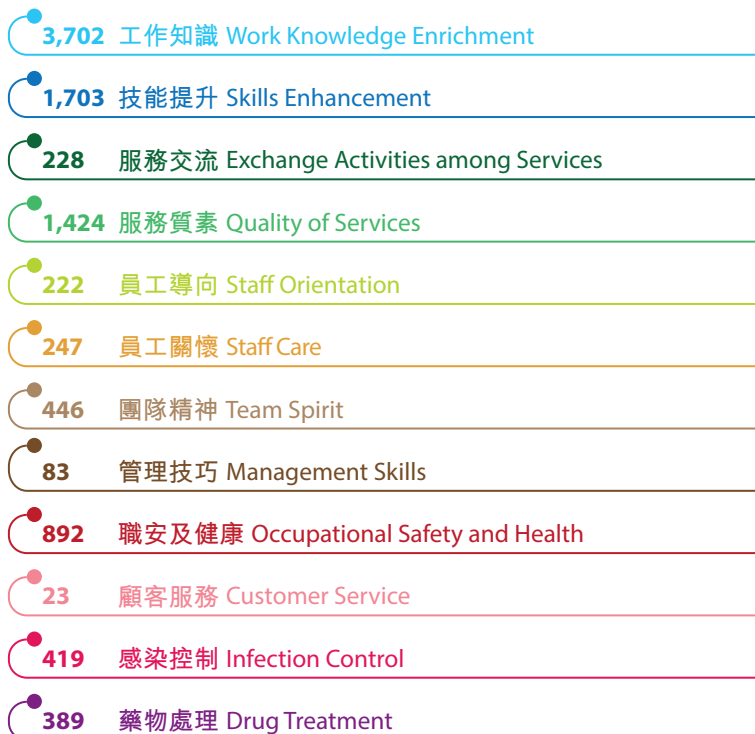 3,702 工作知識 Work Knowledge Enrichment
1,703 技能提升 Skills Enhancement
228 服務交流 Exchange Activities among Services
1,424 服務質素 Quality of Services
222 員工導向 Staff Orientation
247 員工關懷 Staff Care
446 團隊精神 Team Spirit
83 管理技巧 Management Skills
892 職安及健康 Occupational Safety and Health
23 顧客服務 Customer Service
419 感染控制 Infection Control
389 藥物處理 Drug Treatment